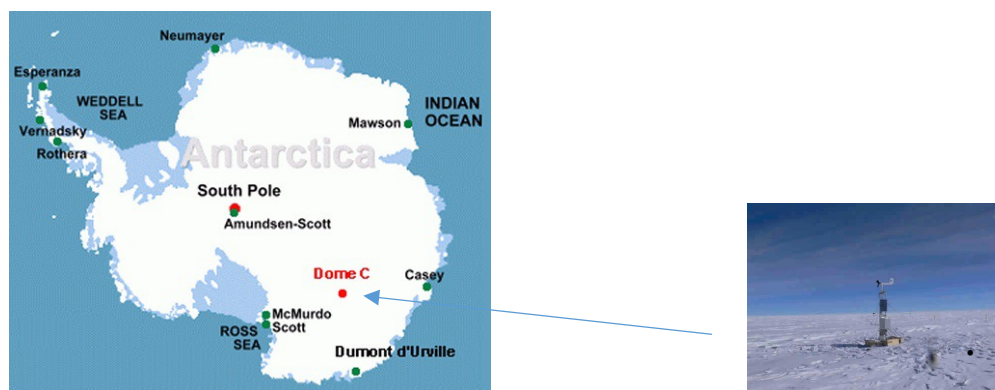 Neumayer
Esperanza
WEDDELL
SEA
INDIAN
OCEAN
Vernadsky
Mawson
Rothera
Antarctica
South Pole
Amundsen-Scott
Dome C
Casey
McMurdo
ROSS
SEA
Scott
Dumont d'Urville